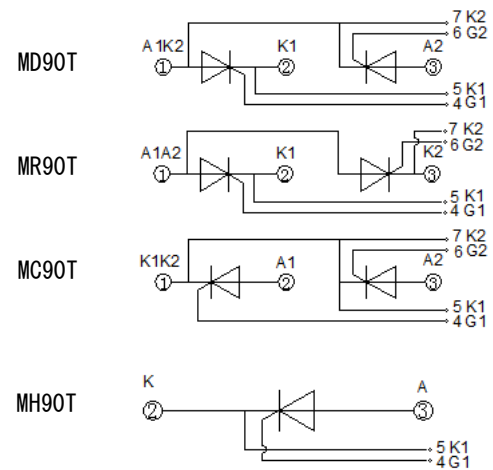 7 K2
6 G2
A1K2 K1 A2
MD90T
① ② ③
5 K1
4 G1
7 K2
6 G2
A1A2 K1 K2
MR90T
① ② ③
5 K1
4 G1
7 K2
6 G2
K1K2 A1 A2
MC90T
① ② ③
5 K1
4 G1
K A
MH90T
② ③
5 K1
4 G1